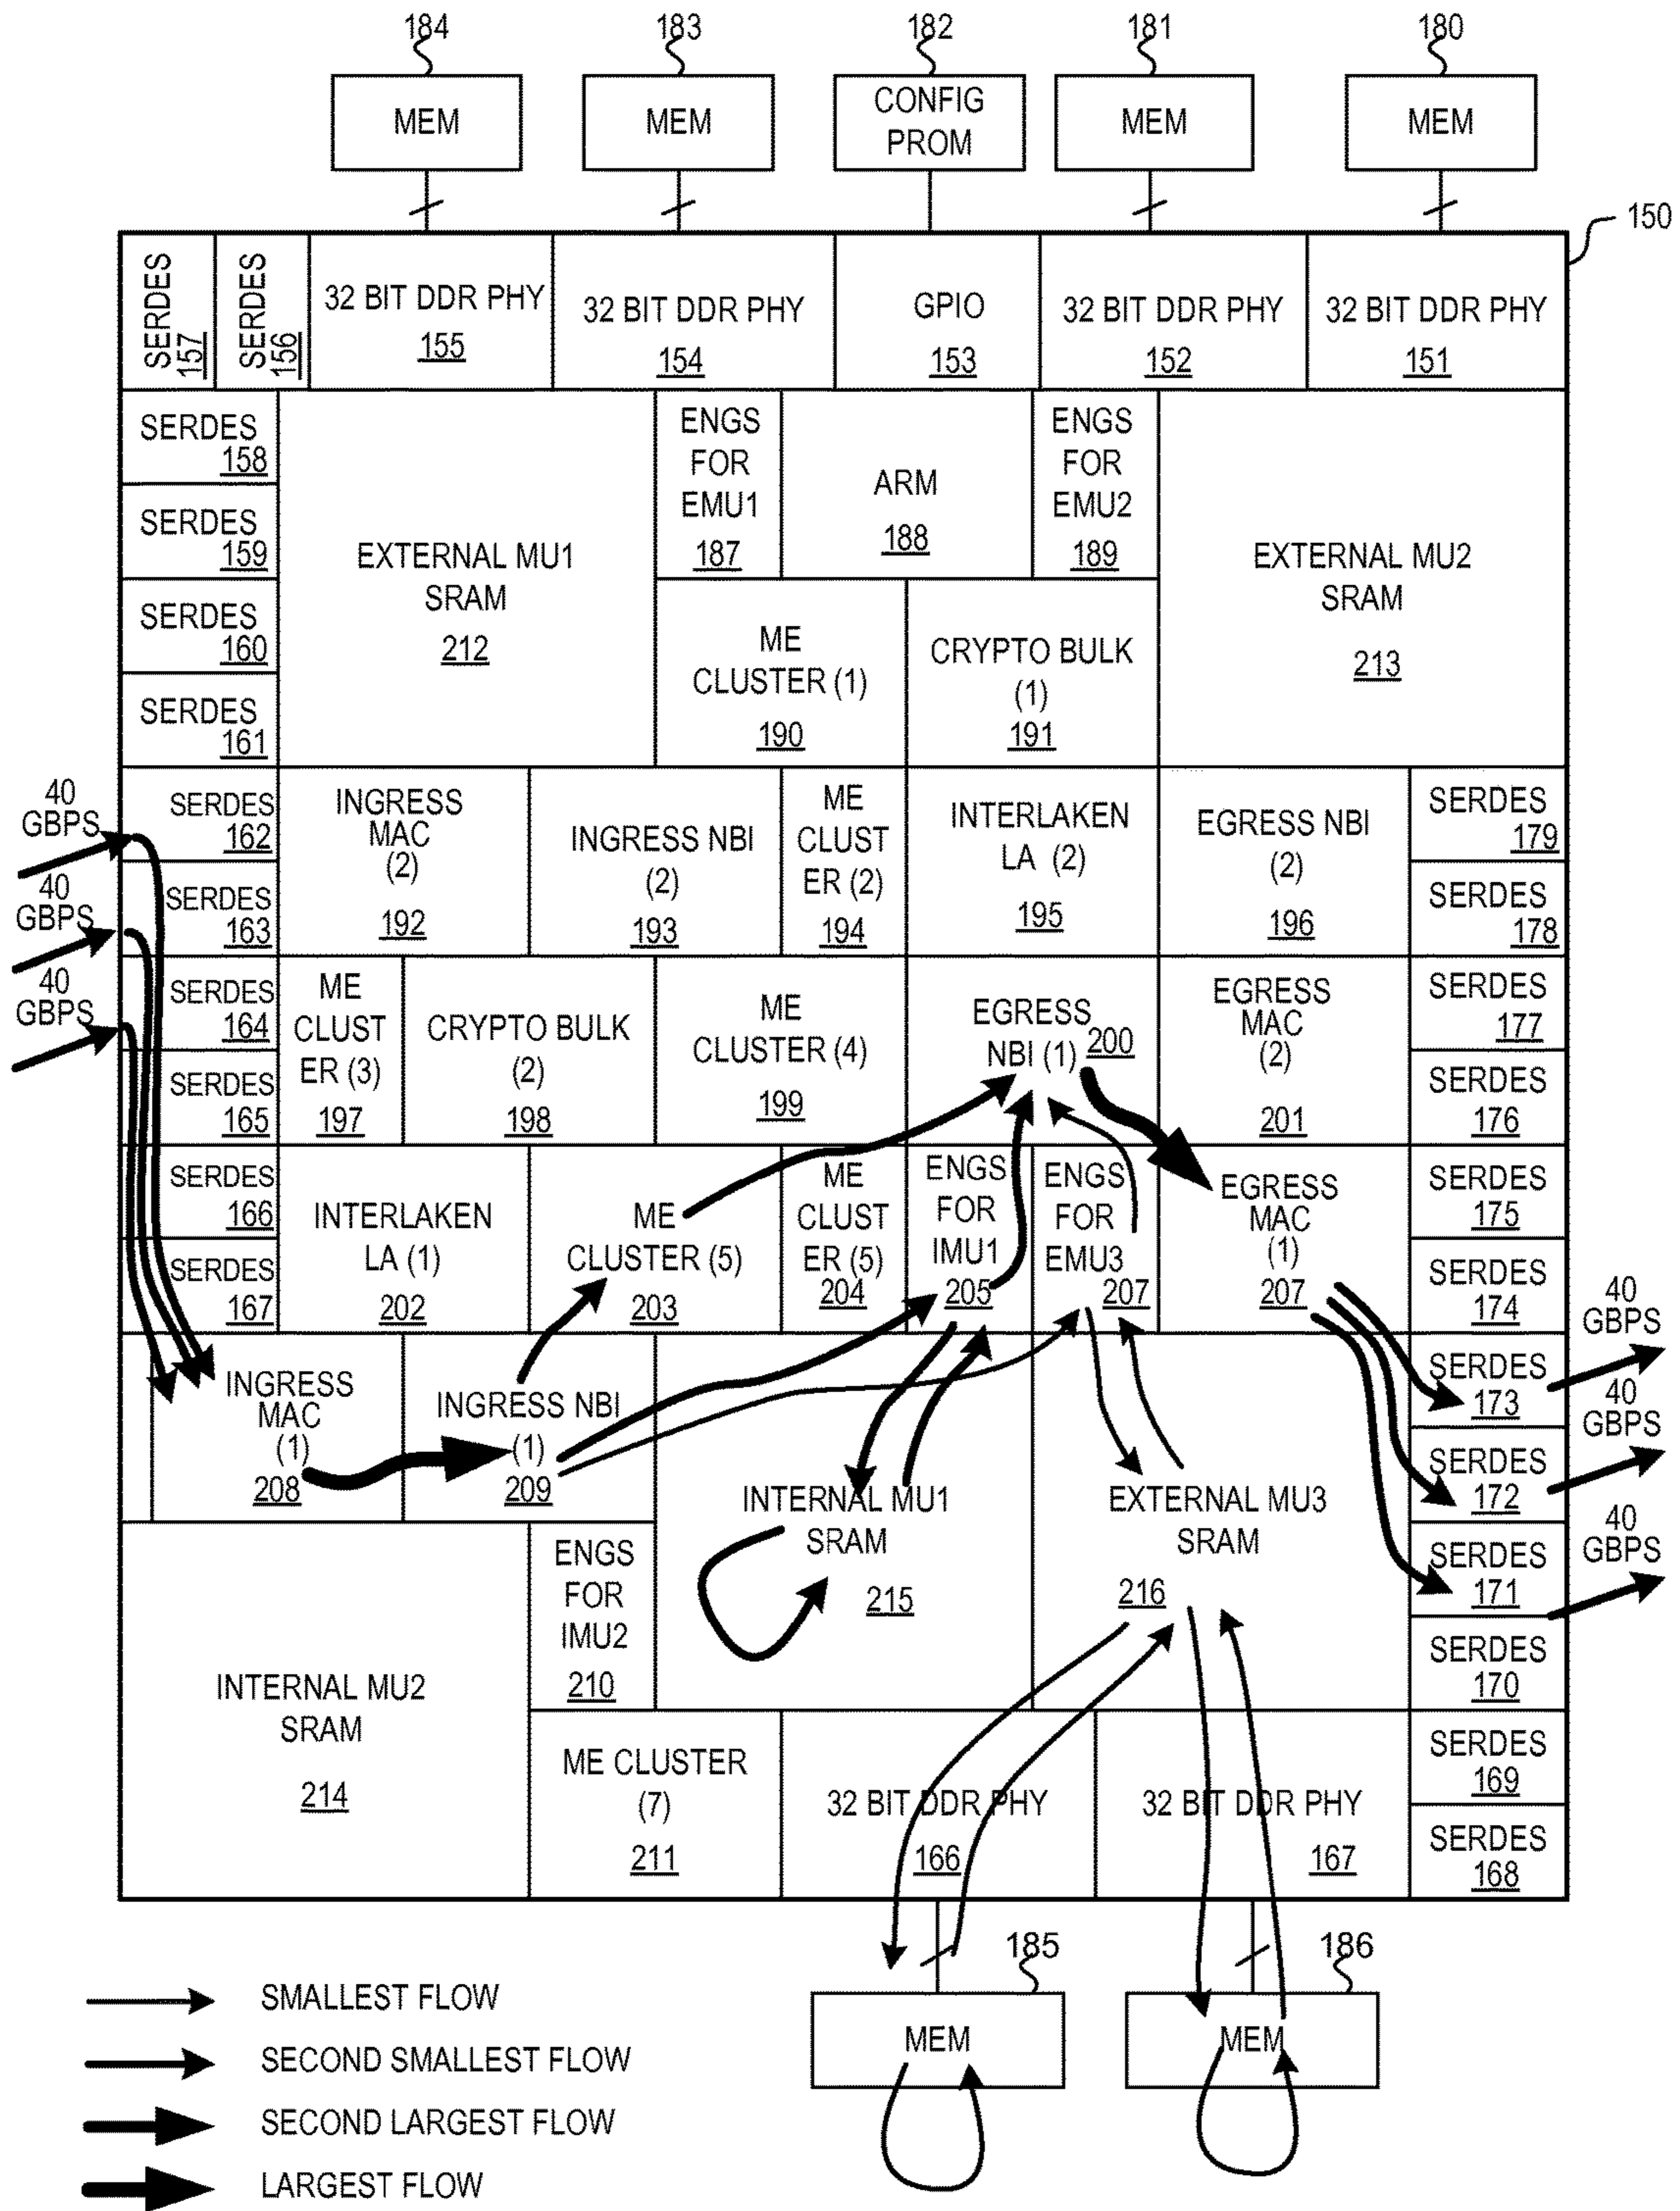 184
183
182
181
180
MEM
MEM
CONFIG
PROM
MEM
MEM
150
SERDES
157
SERDES
156
32 BIT DDR PHY
155
32 BIT DDR PHY
154
GPIO
153
32 BIT DDR PHY
152
32 BIT DDR PHY
151
SERDES
158
SERDES
159
SERDES
160
SERDES
161
EXTERNAL MU1
SRAM
212
ENGS
FOR
EMU1
187
ARM
188
ENGS
FOR
EMU2
189
EXTERNAL MU2
SRAM
213
ME
CLUSTER (1)
190
CRYPTO BULK
(1)
191
40
GBPS
40
GBPS
40
GBPS
SERDES
162
SERDES
163
INGRESS
MAC
(2)
192
INGRESS NBI
(2)
193
ME
CLUST
ER (2)
194
INTERLAKEN
LA (2)
195
EGRESS NBI
(2)
196
SERDES
179
SERDES
178
SERDES
164
SERDES
165
ME
CLUST
ER (3)
197
CRYPTO BULK
(2)
198
ME
CLUSTER (4)
199
EGRESS
NBI (1) 200
EGRESS
MAC
(2)
201
SERDES
177
SERDES
176
SERDES
166
SERDES
167
INTERLAKEN
LA (1)
202
ME
CLUSTER (5)
203
ME
CLUST
ER (5)
204
ENGS
FOR
IMU1
205
ENGS
FOR
EMU3
207
EGRESS
MAC
(1)
207
SERDES
175
SERDES
174
INGRESS
MAC
(1)
208
INGRESS NBI
(1)
209
INTERNAL MU1
SRAM
215
EXTERNAL MU3
SRAM
216
SERDES
173
SERDES
172
SERDES
171
SERDES
170
40
GBPS
40
GBPS
40
GBPS
INTERNAL MU2
SRAM
214
ENGS
FOR
IMU2
210
ME CLUSTER
(7)
211
32 BIT DDR PHY
166
32 BIT DDR PHY
167
SERDES
169
SERDES
168
185
186
MEM
MEM
SMALLEST FLOW
SECOND SMALLEST FLOW
SECOND LARGEST FLOW
LARGEST FLOW